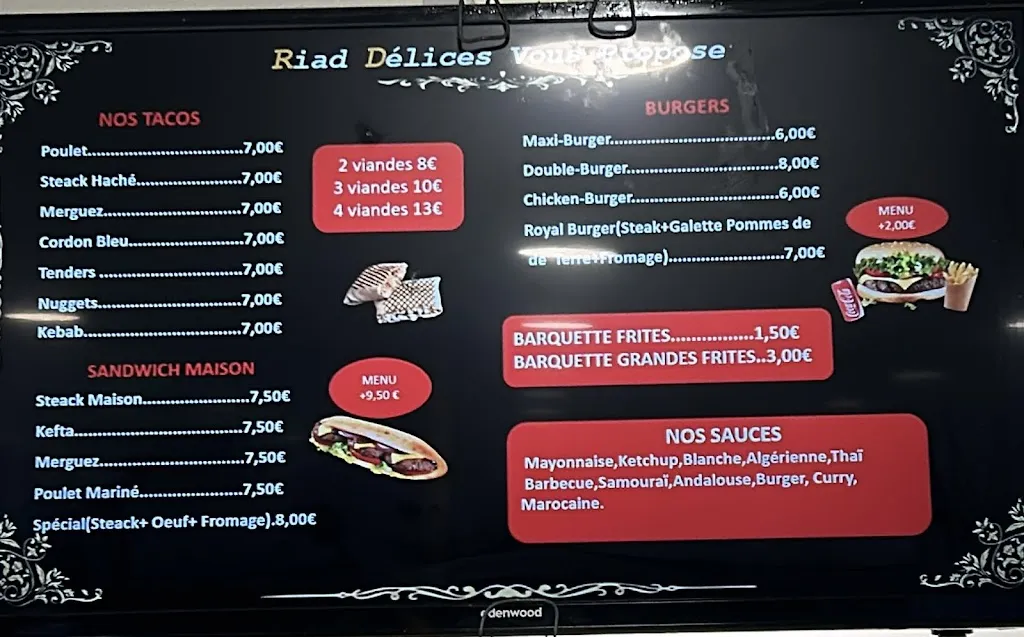 Riad Délices Vous Propose
NOS TACOS
Poulet.................................7,00€
Steack Haché......................7,00€
Merguez.............................7,00€
Cordon Bleu........................7,00€
Tenders .............................7,00€
Nuggets..............................7,00€
Kebab.................................7,00€
2 viandes 8€
3 viandes 10€
4 viandes 13€
SANDWICH MAISON
Steack Maison......................7,50€
Kefta...................................7,50€
Merguez..............................7,50€
Poulet Mariné.....................7,50€
Spécial(Steack+ Oeuf+ Fromage).8,00€
MENU
+9,50 €
BURGERS
Maxi-Burger................................6,00€
Double-Burger.............................8,00€
Chicken-Burger............................6,00€
Royal Burger(Steak+Galette Pommes de
de Terre+Fromage).......................7,00€
MENU
+2,00€
Coca-Cola
BARQUETTE FRITES.................1,50€
BARQUETTE GRANDES FRITES..3,00€
NOS SAUCES
Mayonnaise,Ketchup,Blanche,Algérienne,Thaï
Barbecue,Samouraï,Andalouse,Burger, Curry,
Marocaine.
edenwood